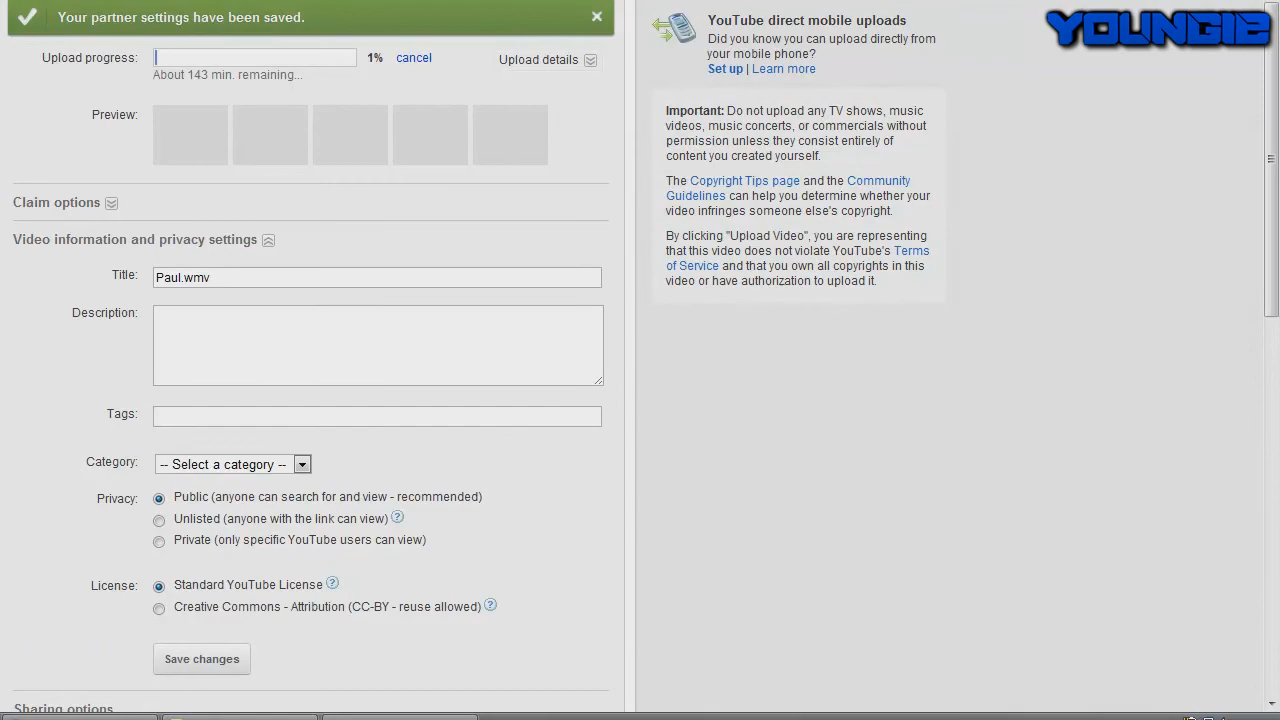 Your partner settings have been saved.
Upload progress:
1%
cancel
Upload details
About 143 min. remaining...
Preview:
Claim options
Video information and privacy settings
Title:
Paul.wmv
Description:
Tags:
Category:
-- Select a category --
Privacy:
Public (anyone can search for and view - recommended)
Unlisted (anyone with the link can view)
Private (only specific YouTube users can view)
License:
Standard YouTube License
Creative Commons - Attribution (CC-BY - reuse allowed)
Save changes
Sharing options
YouTube direct mobile uploads
Did you know you can upload directly from
your mobile phone?
Set up | Learn more
Important: Do not upload any TV shows, music
videos, music concerts, or commercials without
permission unless they consist entirely of
content you created yourself.
The Copyright Tips page and the Community
Guidelines can help you determine whether your
video infringes someone else's copyright.
By clicking "Upload Video", you are representing
that this video does not violate YouTube's Terms
of Service and that you own all copyrights in this
video or have authorization to upload it.